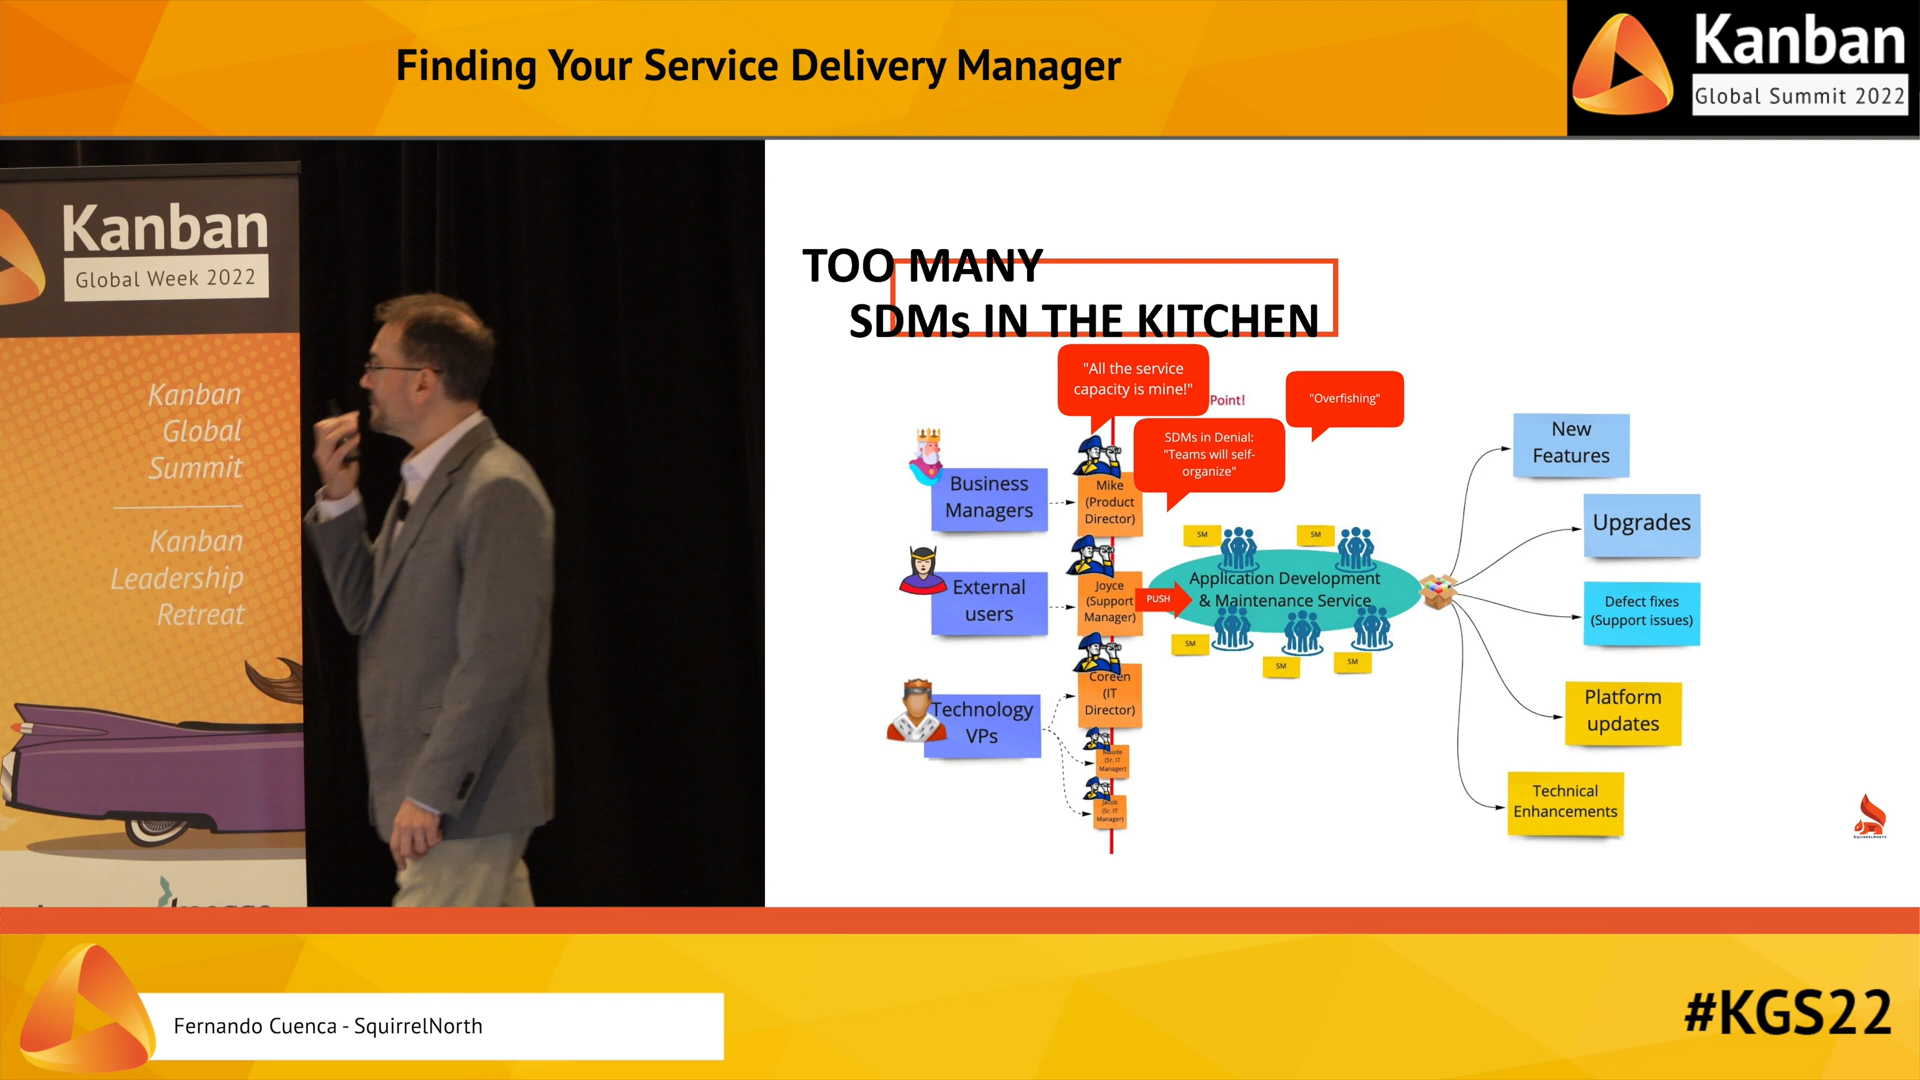 Finding Your Service Delivery Manager
Kanban
Global Summit 2022
Kanban
Global Week 2022
Kanban
Global
Summit
Kanban
Leadership
Retreat
TOO MANY
SDMs IN THE KITCHEN
"All the service
capacity is mine!"
Point!
"Overfishing"
SDMs in Denial:
"Teams will self-
organize"
Business
Managers
Mike
(Product
Director)
External
users
Joyce
(Support
Manager)
PUSH
Technology
VPs
Coreen
(IT
Director)
(Sr. IT
Manager)
Jacob
(Sr. IT
Manager)
SM
SM
Application Development
& Maintenance Service
SM
SM
SM
New
Features
Upgrades
Defect fixes
(Support issues)
Platform
updates
Technical
Enhancements
SQUIRRELNORTH
Fernando Cuenca - SquirrelNorth
#KGS22